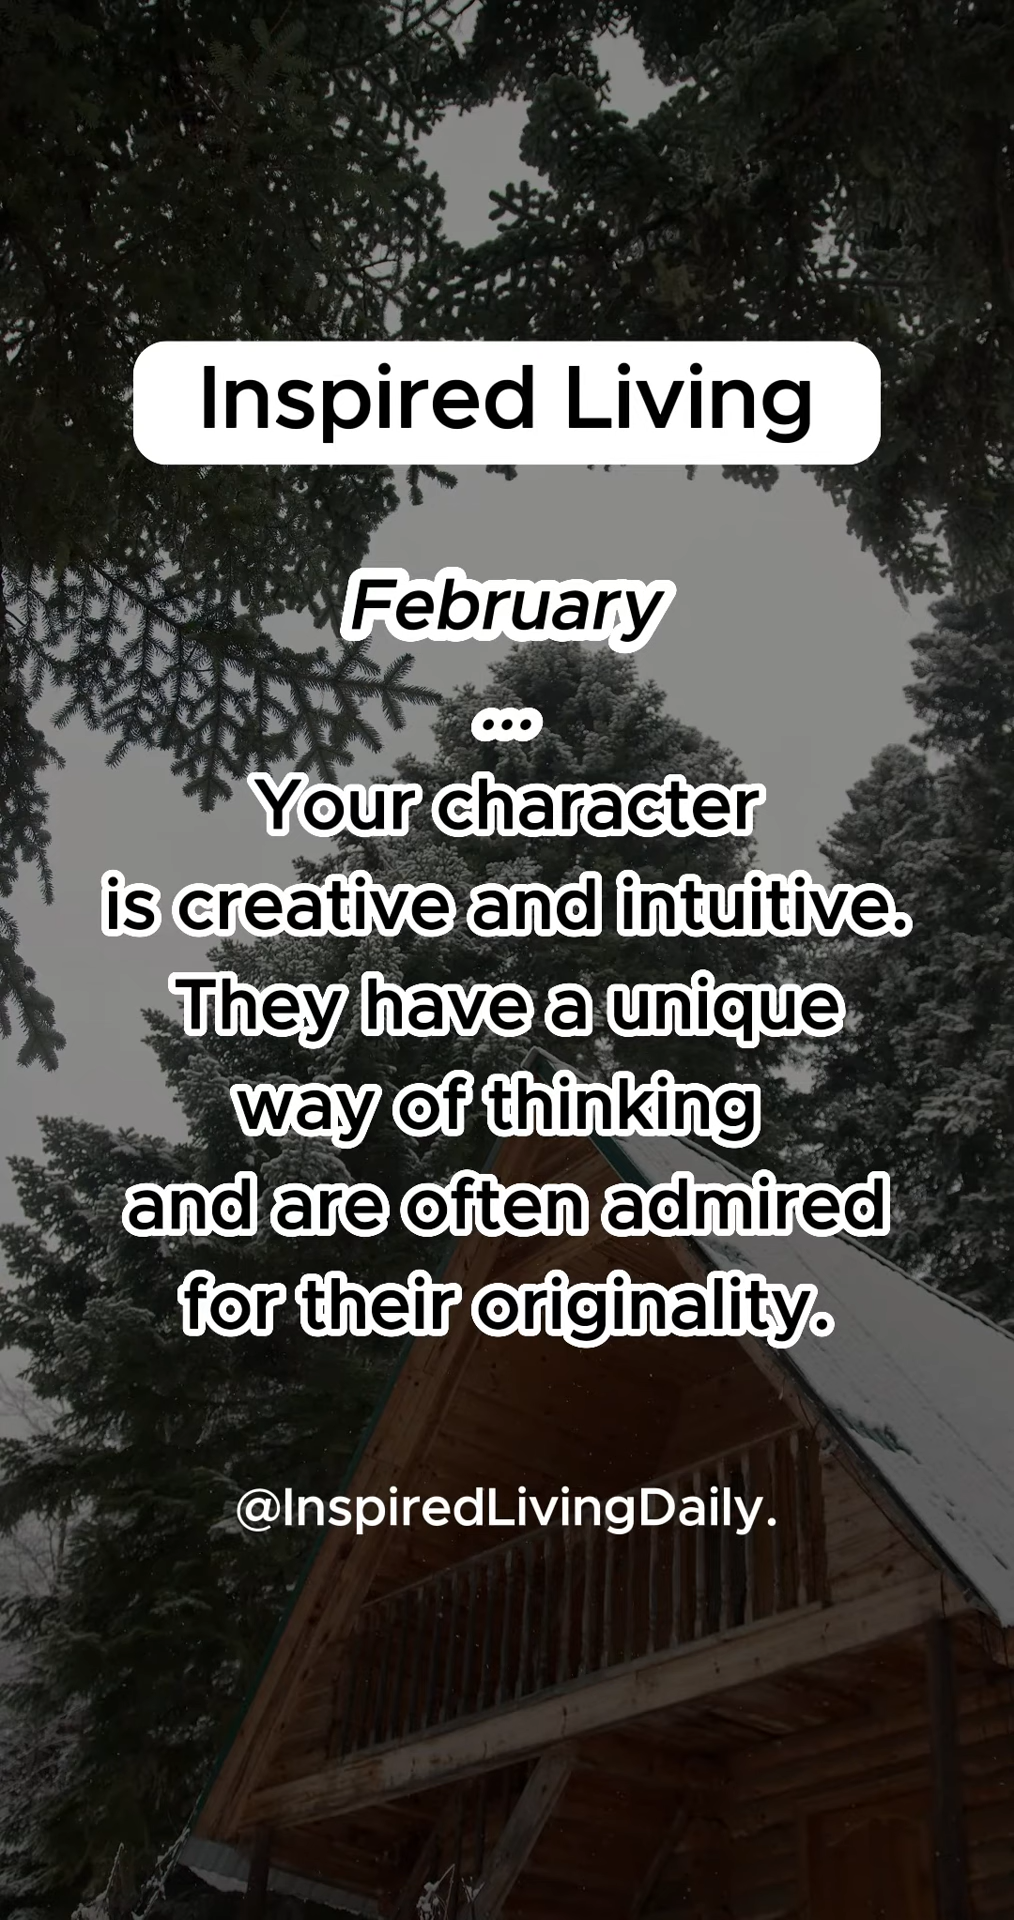 Inspired Living
February
...
Your character
is creative and intuitive.
They have a unique
way of thinking
and are often admired
for their originality.
@InspiredLivingDaily.